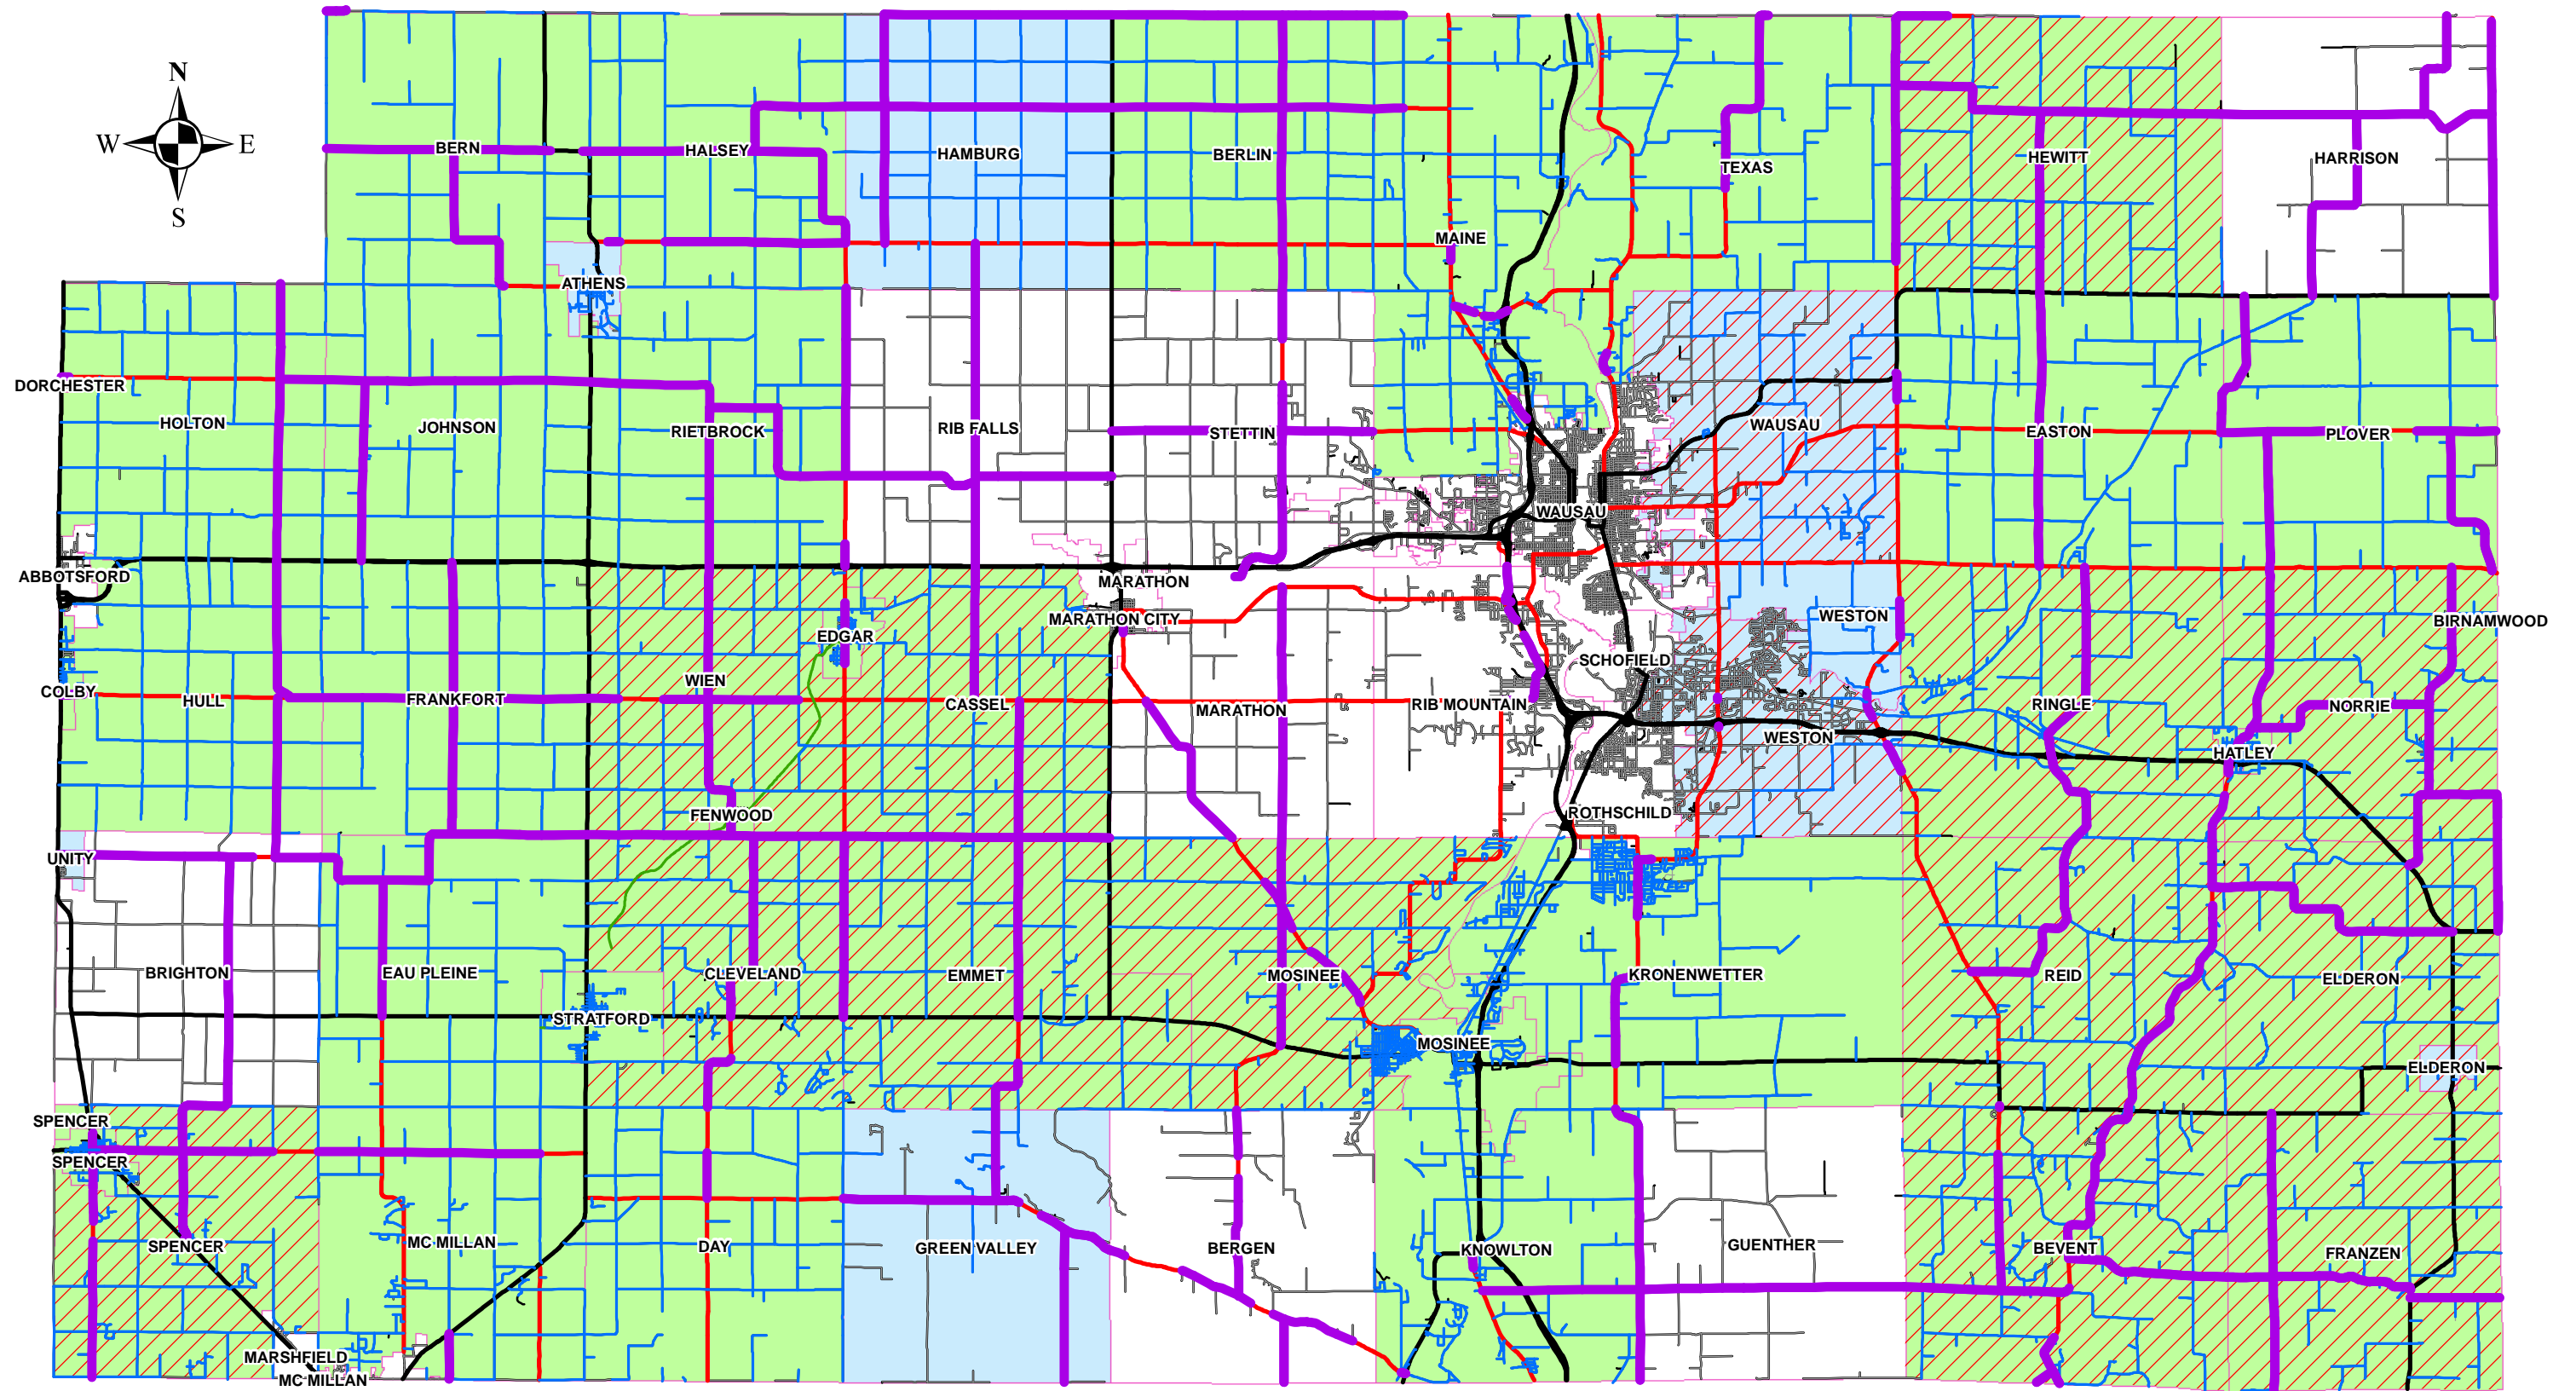 N
W E
S
BERN
HALSEY
HAMBURG
BERLIN
TEXAS
HEWITT
HARRISON
MAINE
ATHENS
DORCHESTER
HOLTON
JOHNSON
RIETBROCK
RIB FALLS
STETTIN
WAUSAU
EASTON
PLOVER
WAUSAU
ABBOTSFORD
MARATHON
MARATHON CITY
EDGAR
WESTON
BIRNAMWOOD
SCHOFIELD
COLBY
HULL
FRANKFORT
WIEN
CASSEL
MARATHON
RIB MOUNTAIN
RINGLE
NORRIE
WESTON
HATLEY
FENWOOD
ROTHSCHILD
UNITY
BRIGHTON
EAU PLEINE
CLEVELAND
EMMET
MOSINEE
KRONENWETTER
REID
ELDERON
STRATFORD
MOSINEE
ELDERON
SPENCER
SPENCER
SPENCER
MC MILLAN
DAY
GREEN VALLEY
BERGEN
KNOWLTON
GUENTHER
BEVENT
FRANZEN
MARSHFIELD
MC MILLAN